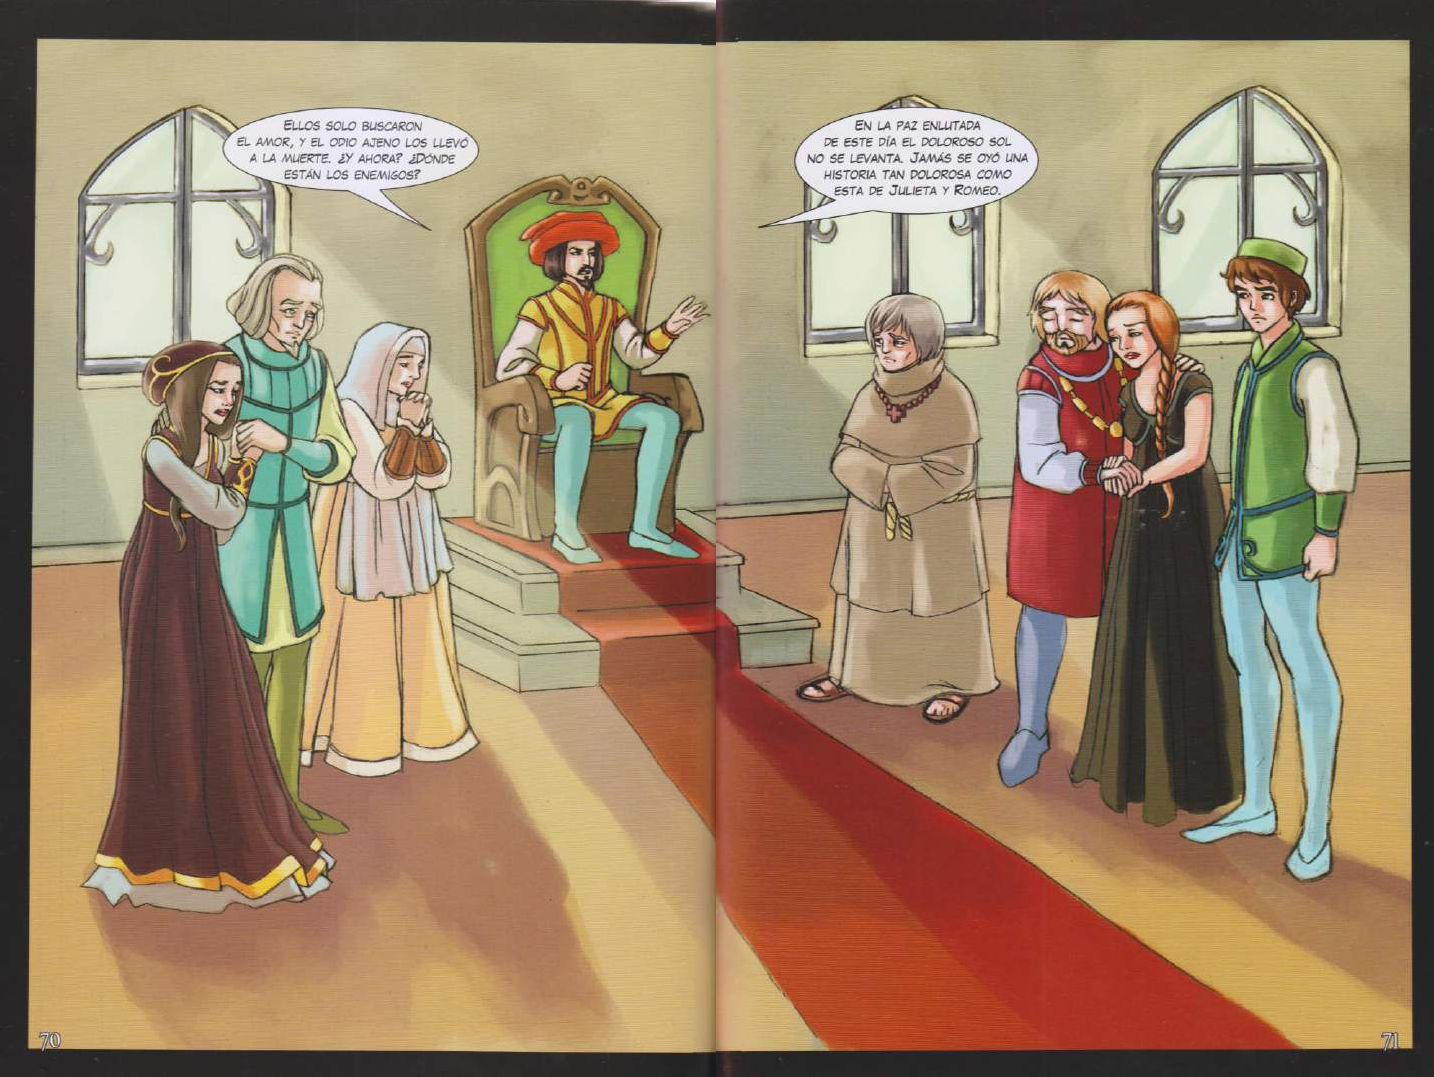 Ellos solo buscaron
el amor, y el odio ajeno los llevó
a la muerte. ¿Y ahora? ¿Dónde
están los enemigos?
En la paz enlutada
de este día el doloroso sol
no se levanta. Jamás se oyó una
historia tan dolorosa como
esta de Julieta y Romeo.
70
71